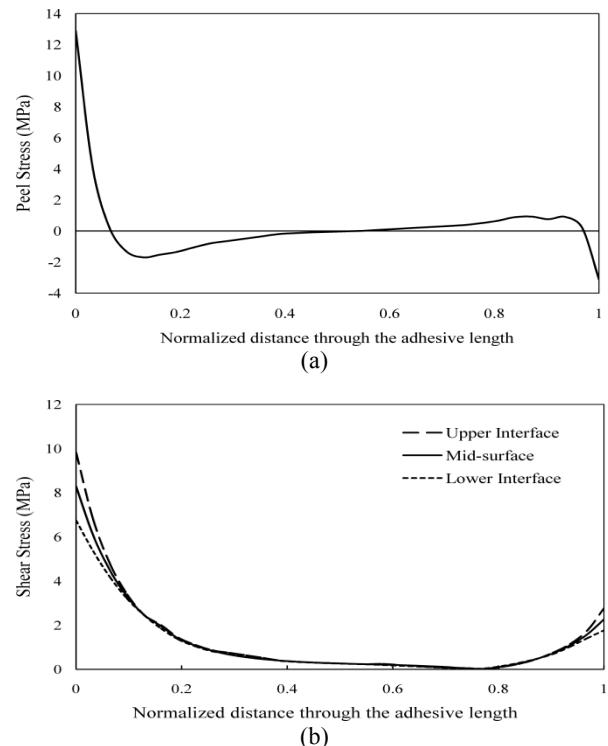 14
12
10
8
6
4
2
0
-2
-4
Peel Stress (MPa)
0 0.2 0.4 0.6 0.8 1
Normalized distance through the adhesive length
(a)
12
10
8
6
4
2
0
Shear Stress (MPa)
Upper Interface
Mid-surface
Lower Interface
0 0.2 0.4 0.6 0.8 1
Normalized distance through the adhesive length
(b)